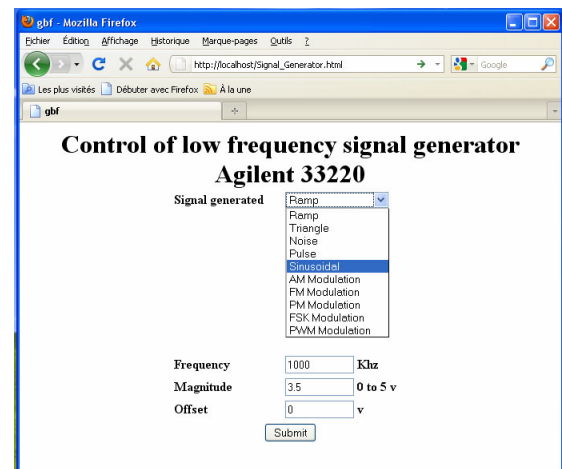 gbf - Mozilla Firefox
Eichier Édition Affichage Historique Marque-pages Outils ?
http://localhost/Signal_Generator.html
Google
Les plus visités Débuter avec Firefox À la une
gbf
Control of low frequency signal generator
Agilent 33220
Signal generated Ramp
Ramp
Triangle
Noise
Pulse
Sinusoidal
AM Modulation
FM Modulation
PM Modulation
FSK Modulation
PWM Modulation
Frequency 1000 Khz
Magnitude 3.5 0 to 5 v
Offset 0 v
Submit